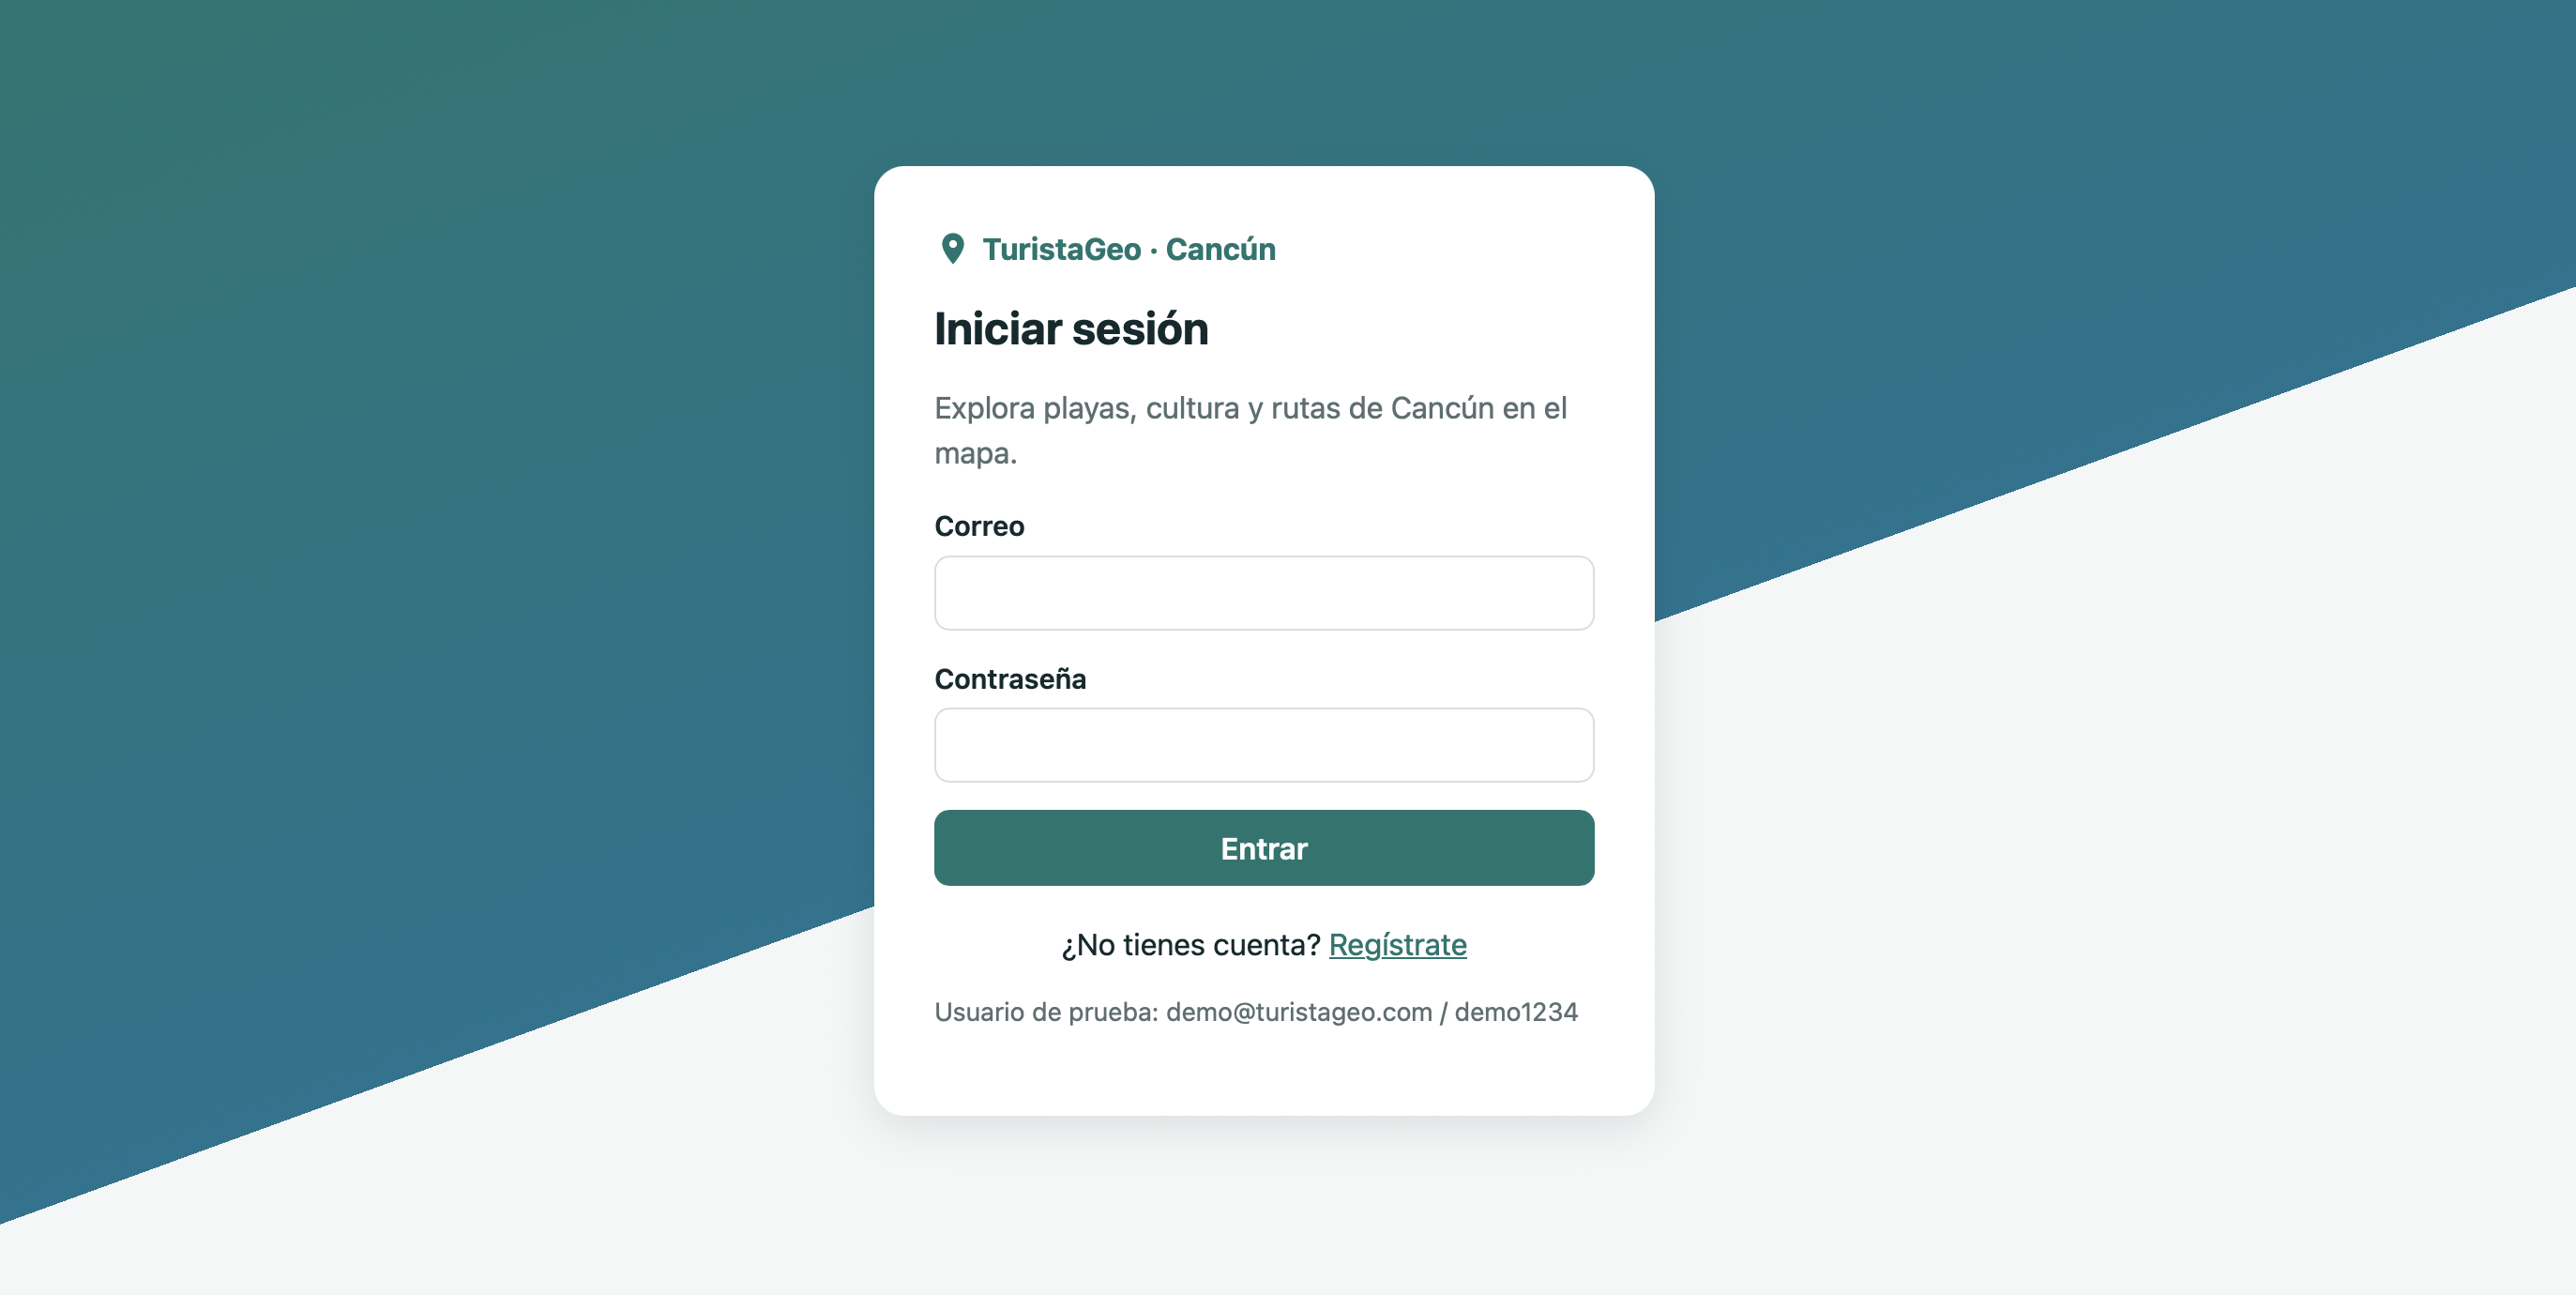 TuristaGeo · Cancún
Iniciar sesión
Explora playas, cultura y rutas de Cancún en el
mapa.
Correo
Contraseña
Entrar
¿No tienes cuenta? Regístrate
Usuario de prueba: demo@turistageo.com / demo1234